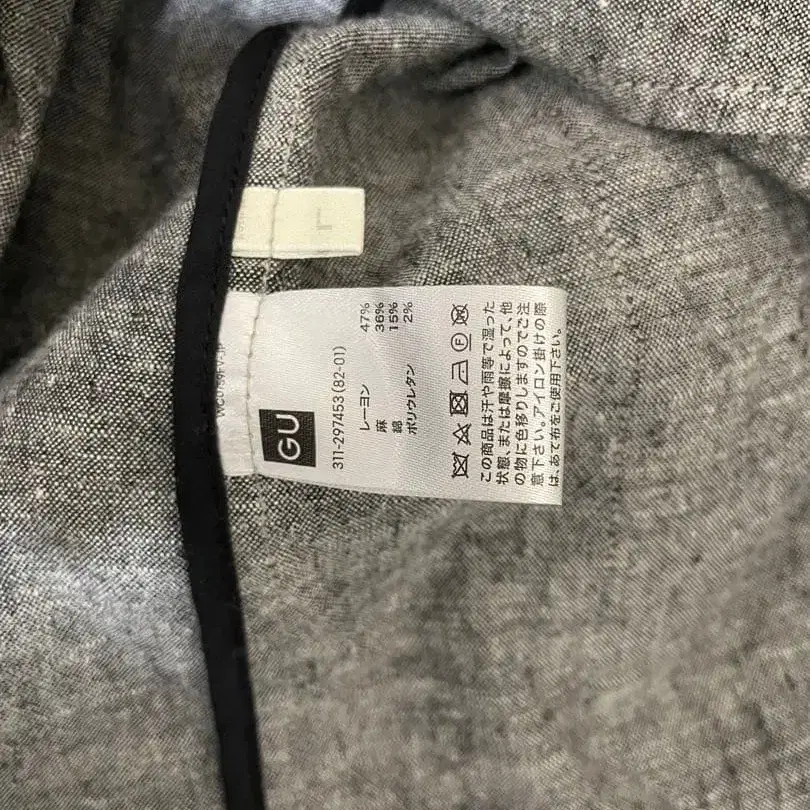 GU
311-297453(82-01)
レーヨン 47%
麻 36%
綿 15%
ポリウレタン 2%
この商品は汗や雨等で湿った
状態、または摩擦によって、他
の物に色移りしますのでご注
意下さい。アイロン掛けの際
は、あて布をご使用下さい。